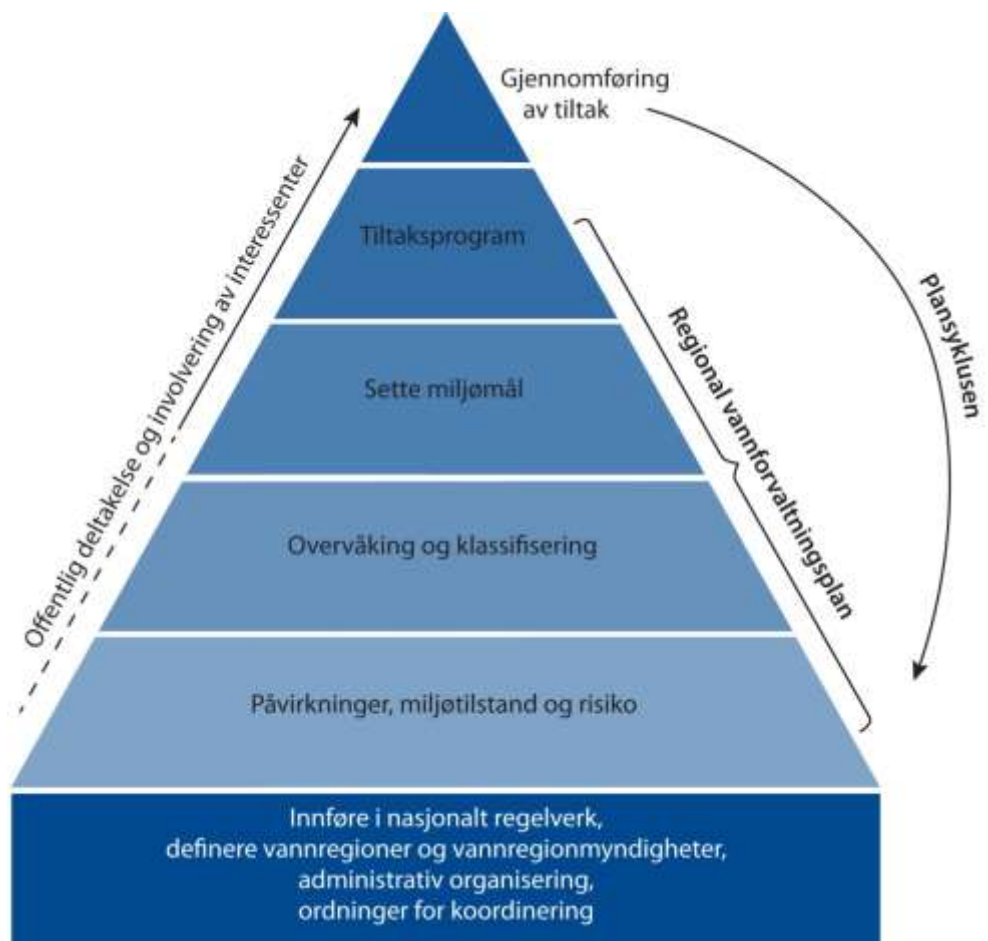 Gjennomføring
av tiltak
Tiltaksprogram
Sette miljømål
Overvåking og klassifisering
Påvirkninger, miljøtilstand og risiko
Innføre i nasjonalt regelverk,
definere vannregioner og vannregionmyndigheter,
administrativ organisering,
ordninger for koordinering
Offentlig deltakelse og involvering av interessenter
Regional vannforvaltningsplan
Plansyklusen